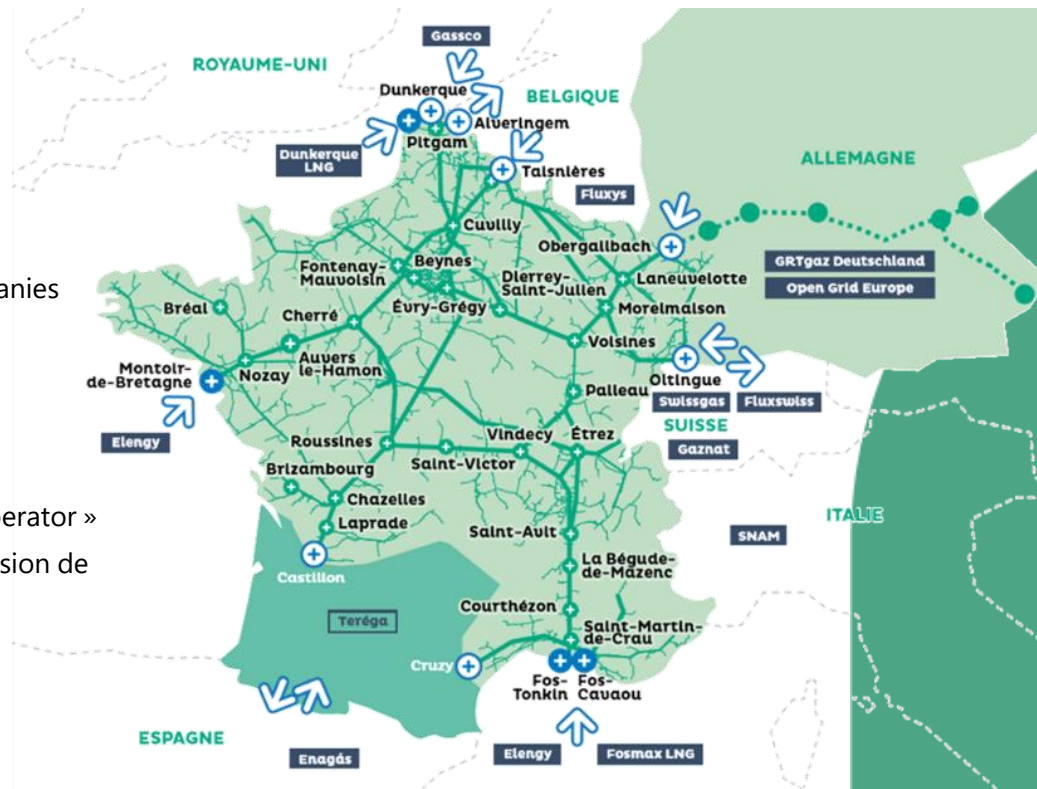 anies
perator »
sion de
Gassco
ROYAUME-UNI
Dunkerque
BELGIQUE
Alveringem
Pitgam
Dunkerque
LNG
Taisnières
ALLEMAGNE
Fluxys
Cuvilly
Obergailbach
Beynes
Fontenay-
Mauvoisin
Dierrey-
Saint-Julien
Laneuvelotte
GRTgaz Deutschland
Open Grid Europe
Bréal
Cherré
Évry-Grégy
Morelmaison
Voisines
Auvers
le-Hamon
Montoir-
de-Bretagne
Nozay
Oltingue
Palleau
Swissgas
Fluxswiss
SUISSE
Gaznat
Elengy
Roussines
Vindecy
Étrez
Saint-Victor
Brizambourg
Chazelles
Laprade
Saint-Avit
ITALIE
SNAM
Castillon
La Bégude-
de-Mazenc
Teréga
Courthézon
Saint-Martin-
de-Crau
Cruzy
Fos-
Tonkin
Fos-
Cavaou
ESPAGNE
Enagás
Elengy
Fosmax LNG